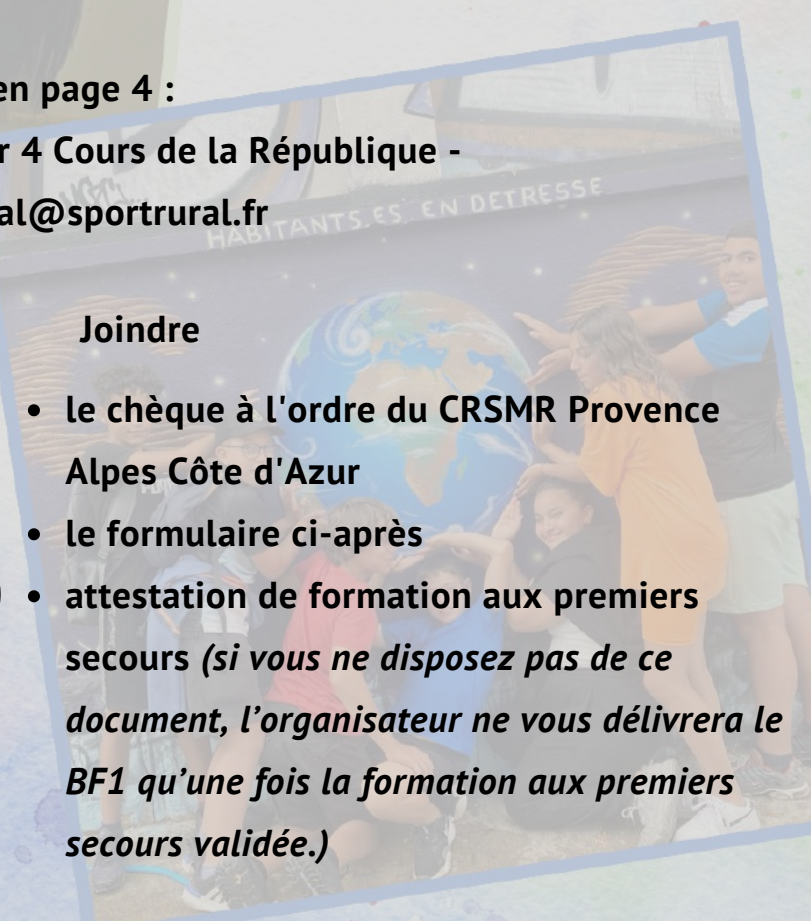 en page 4 :
r 4 Cours de la République -
al@sportrural.fr
HABITANTS.ES EN DETRESSE
Joindre
• le chèque à l'ordre du CRSMR Provence
Alpes Côte d'Azur
• le formulaire ci-après
) • attestation de formation aux premiers
secours (si vous ne disposez pas de ce
document, l’organisateur ne vous délivrera le
BF1 qu’une fois la formation aux premiers
secours validée.)